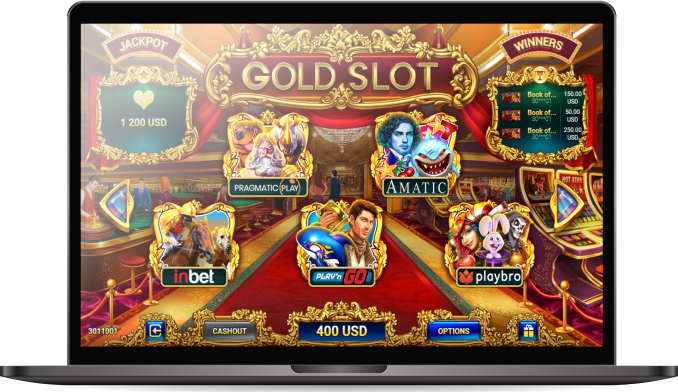 JACKPOT
GOLD SLOT
WINNERS
1 200 USD
Book of...
30***01
150.00
USD
Book of...
30***01
50.00
USD
Book of...
30***01
250.00
USD
PRAGMATIC PLAY
AMATIC
inbet
PLAY'n GO
playbro
3011001
CASHOUT
400 USD
OPTIONS